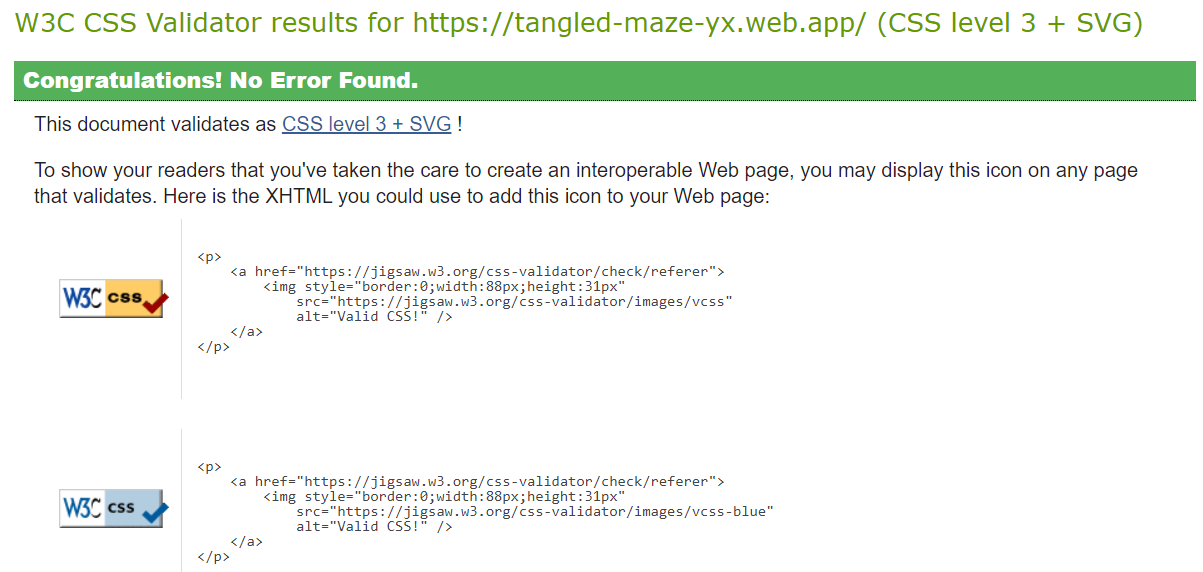 W3C CSS Validator results for https://tangled-maze-yx.web.app/ (CSS level 3 + SVG)
Congratulations! No Error Found.
This document validates as CSS level 3 + SVG !
To show your readers that you've taken the care to create an interoperable Web page, you may display this icon on any page
that validates. Here is the XHTML you could use to add this icon to your Web page:
W3C css
<p>
    <a href="https://jigsaw.w3.org/css-validator/check/referer">
        <img style="border:0;width:88px;height:31px"
            src="https://jigsaw.w3.org/css-validator/images/vcss"
            alt="Valid CSS!" />
    </a>
</p>
W3C css
<p>
    <a href="https://jigsaw.w3.org/css-validator/check/referer">
        <img style="border:0;width:88px;height:31px"
            src="https://jigsaw.w3.org/css-validator/images/vcss-blue"
            alt="Valid CSS!" />
    </a>
</p>